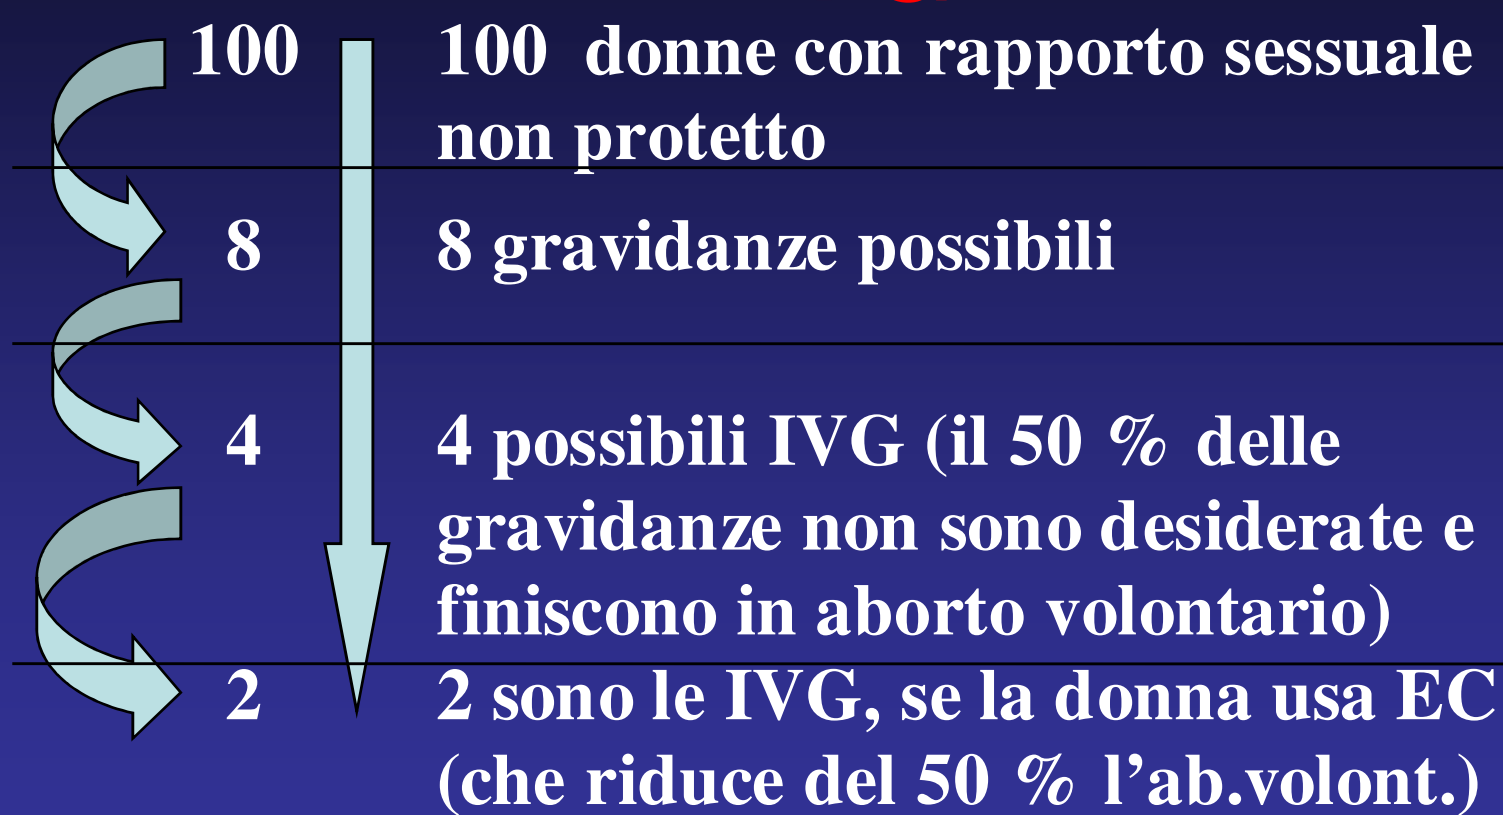 100 100 donne con rapporto sessuale
non protetto
8 8 gravidanze possibili
4 4 possibili IVG (il 50 % delle
gravidanze non sono desiderate e
finiscono in aborto volontario)
2 2 sono le IVG, se la donna usa EC
(che riduce del 50 % l’ab.volont.)